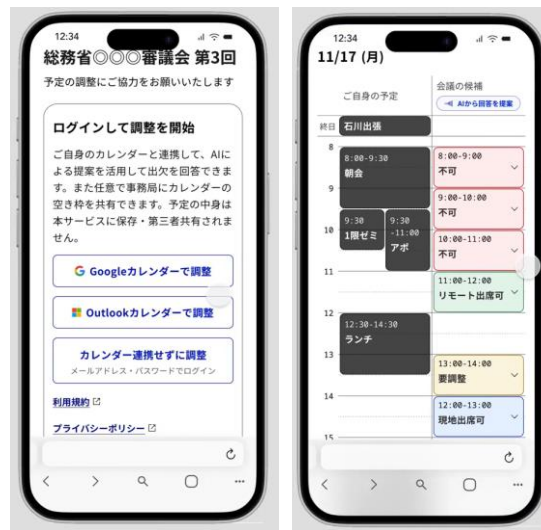 12:34
総務省○○○審議会 第3回
予定の調整にご協力をお願いいたします
ログインして調整を開始
ご自身のカレンダーと連携して、AIに
よる提案を活用して出欠を回答できま
す。また任意で事務局にカレンダーの
空き枠を共有できます。予定の中身は
本サービスに保存・第三者共有されま
せん。
Googleカレンダーで調整
Outlookカレンダーで調整
カレンダー連携せずに調整
メールアドレス・パスワードでログイン
利用規約
プライバシーポリシー
12:34
11/17 (月)
ご自身の予定
会議の候補
AIから回答を提案
終日
石川出張
8
8:00-9:30
朝会
8:00-9:00
不可
9
9:00-10:00
不可
9:30
1限ゼミ
9:30
-11:00
アポ
10
10:00-11:00
不可
11
11:00-12:00
リモート出席可
12
12:30-14:30
ランチ
13
13:00-14:00
要調整
14
12:00-13:00
現地出席可
15